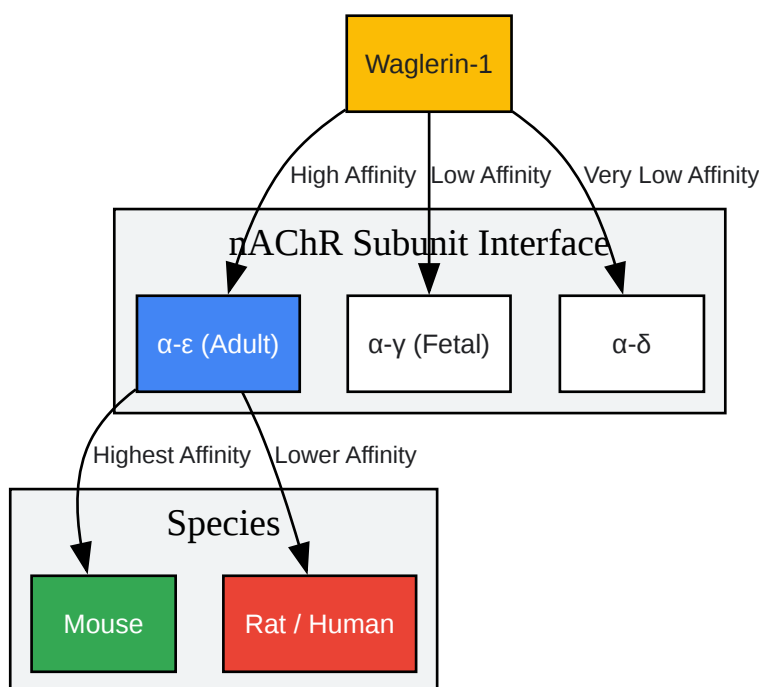 Waglerin-1
High Affinity
Low Affinity
Very Low Affinity
nAChR Subunit Interface
α-ε (Adult)
α-γ (Fetal)
α-δ
Highest Affinity
Lower Affinity
Species
Mouse
Rat / Human